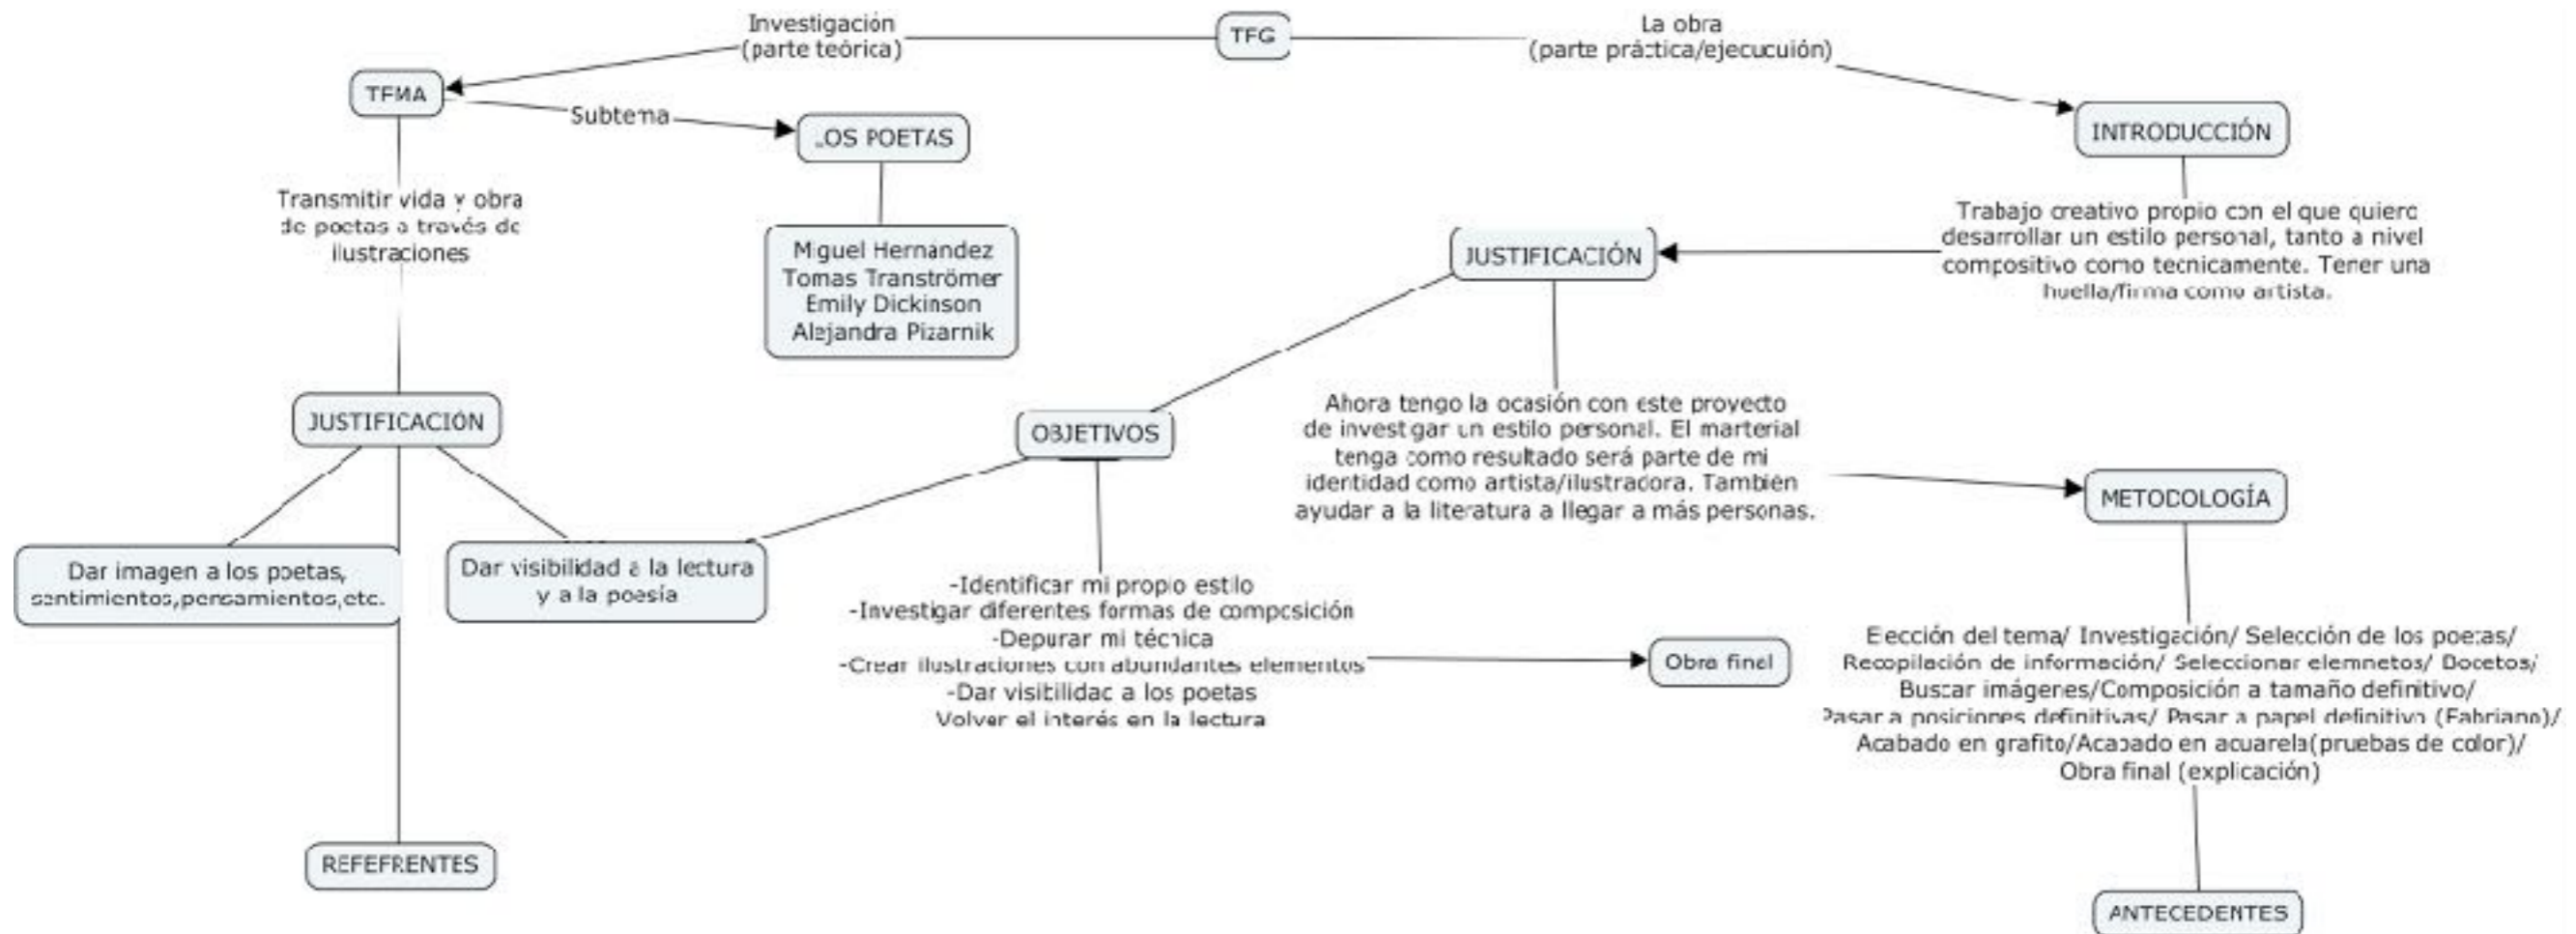 TFG
Investigación
(parte teórica)
La obra
(parte práctica/ejecucuión)
TEMA
Subtema
LOS POETAS
Miguel Hernandez
Tomas Tranströmer
Emily Dickinson
Alejandra Pizarnik
Transmitir vida y obra
de poetas a través de
ilustraciones
JUSTIFICACIÓN
Dar imagen a los poetas,
sentimientos,pensamientos,etc.
Dar visibilidad a la lectura
y a la poesía
REFEFRENTES
INTRODUCCIÓN
Trabajo creativo propio con el que quiero
desarrollar un estilo personal, tanto a nivel
compositivo como tecnicamente. Tener una
huella/firma como artista.
JUSTIFICACIÓN
Ahora tengo la ocasión con este proyecto
de investigar un estilo personal. El marterial
tenga como resultado será parte de mi
identidad como artista/ilustradora. También
ayudar a la literatura a llegar a más personas.
OBJETIVOS
-Identificar mi propio estilo
-Investigar diferentes formas de composición
-Depurar mi técnica
-Crear ilustraciones con abundantes elementos
-Dar visibilidad a los poetas
Volver el interés en la lectura
Obra final
METODOLOGÍA
Elección del tema/ Investigación/ Selección de los poetas/
Recopilación de información/ Seleccionar elemnetos/ Bocetos/
Buscar imágenes/Composición a tamaño definitivo/
Pasar a posiciones definitivas/ Pasar a papel definitivo (Fabriano)/
Acabado en grafito/Acabado en acuarela(pruebas de color)/
Obra final (explicación)
ANTECEDENTES